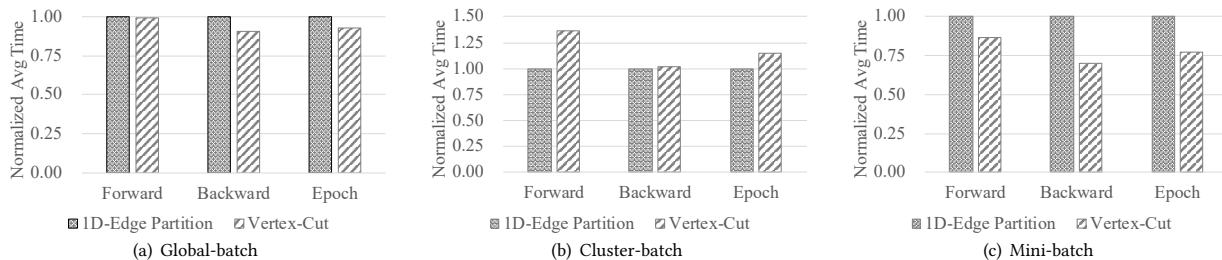 Normalized Avg Time
1.00
0.75
0.50
0.25
0.00
Forward
Backward
Epoch
1D-Edge Partition
Vertex-Cut
(a) Global-batch
Normalized Avg Time
1.50
1.25
1.00
0.75
0.50
0.25
0.00
Forward
Backward
Epoch
1D-Edge Partition
Vertex-Cut
(b) Cluster-batch
Normalized Avg Time
1.00
0.75
0.50
0.25
0.00
Forward
Backward
Epoch
1D-Edge Partition
Vertex-Cut
(c) Mini-batch